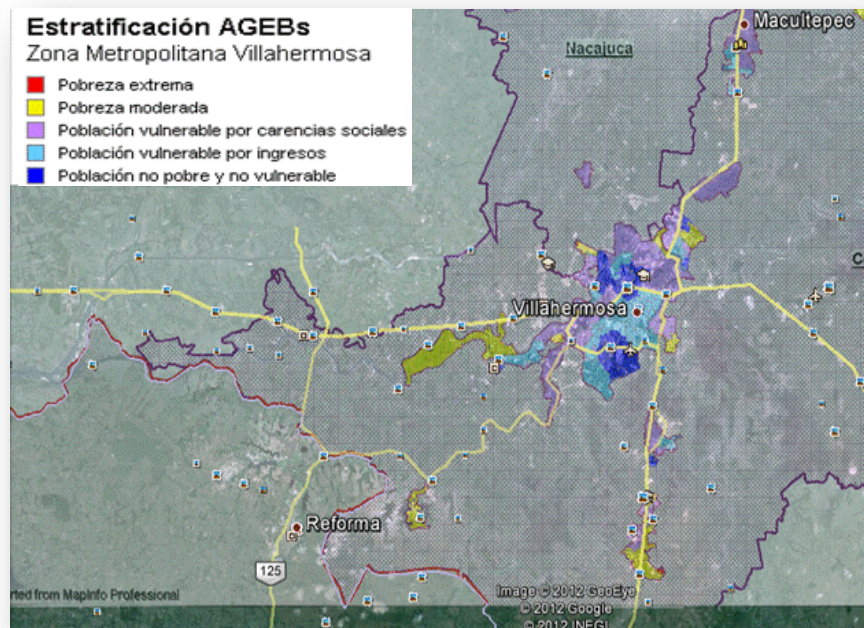 Estratificación AGEBs
Zona Metropolitana Villahermosa
Pobreza extrema
Pobreza moderada
Población vulnerable por carencias sociales
Población vulnerable por ingresos
Población no pobre y no vulnerable
Macultepec
Nacajuca
C
Villahermosa
Reforma
125
rted from MapInfo Professional
Image © 2012 GeoEye
© 2012 Google
© 2012 INEGI